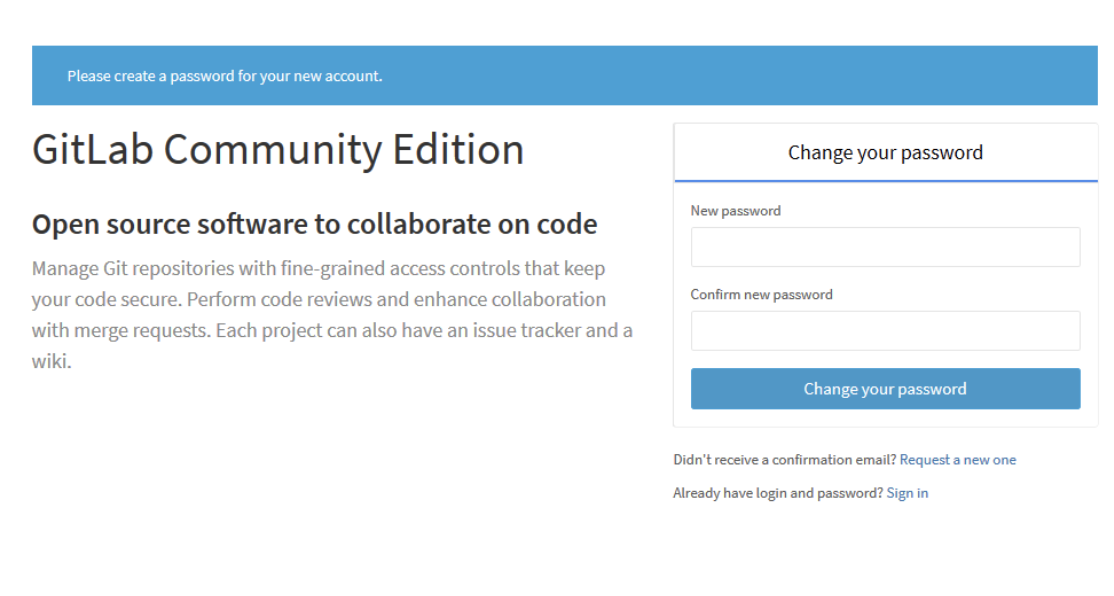 Please create a password for your new account.
GitLab Community Edition
Open source software to collaborate on code
Manage Git repositories with fine-grained access controls that keep
your code secure. Perform code reviews and enhance collaboration
with merge requests. Each project can also have an issue tracker and a
wiki.
Change your password
New password
Confirm new password
Change your password
Didn't receive a confirmation email? Request a new one
Already have login and password? Sign in